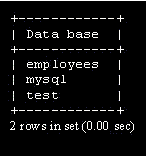 +--------------+
| Data base |
+--------------+
| employees |
| mysql |
| test |
+--------------+
2 rows in set (0.00 sec)